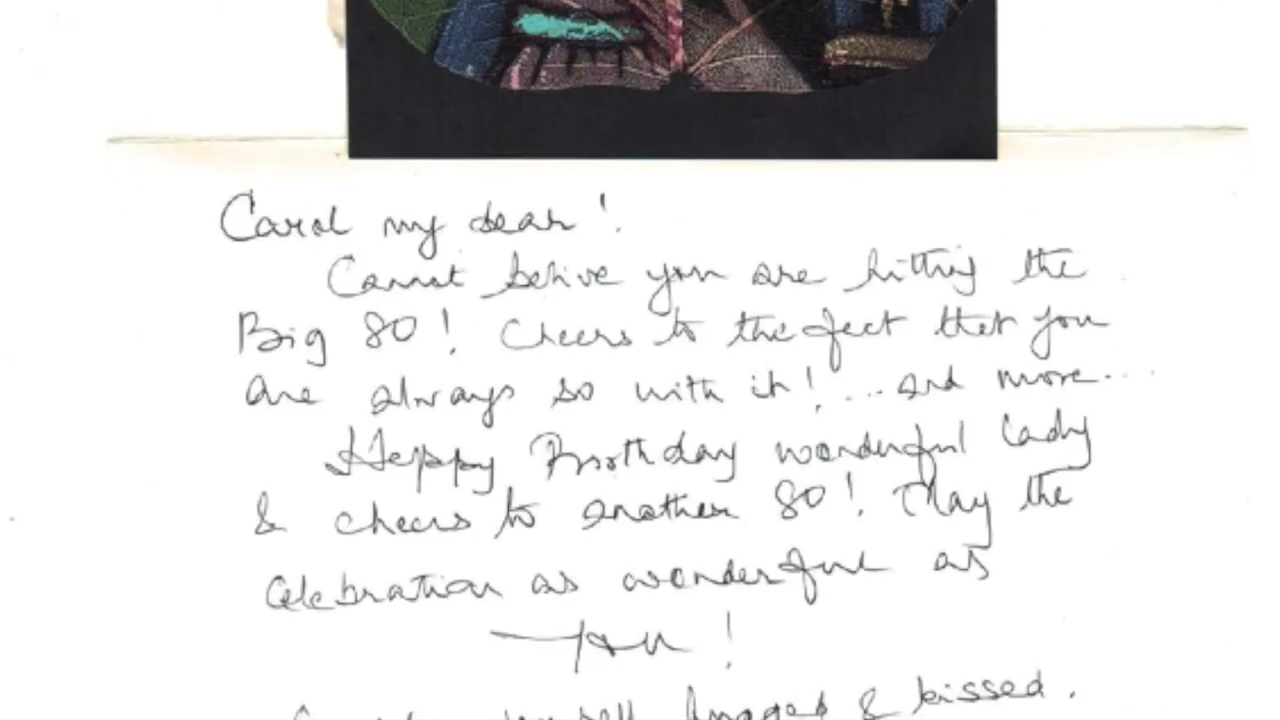 Carol my dear!
Cannot belive you are hitting the
Big 80! Cheers to the fact that you
are always so with it! ... and more...
Happy Birthday wonderful Lady
& cheers to another 80! May the
Celebration as wonderful as
You!
hugged & kissed.